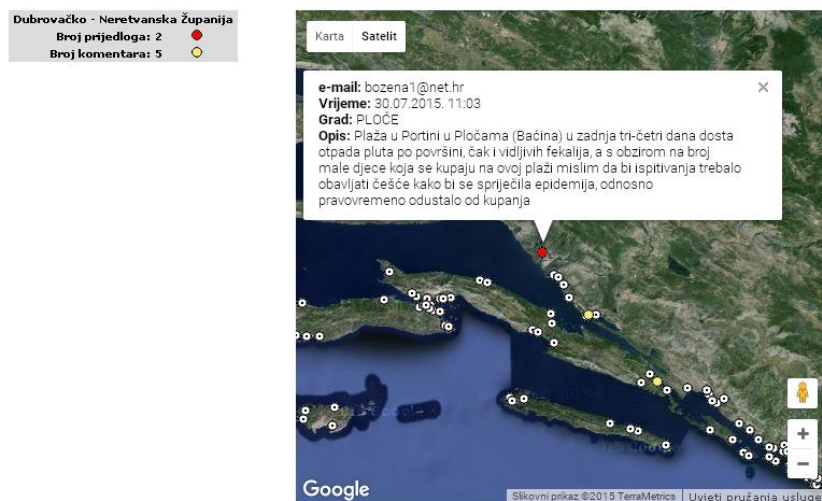 Dubrovačko - Neretvanska Županija
Broj prijedloga: 2
Broj komentara: 5
Karta Satelit
e-mail: bozena1@net.hr
Vrijeme: 30.07.2015. 11:03
Grad: PLOČE
Opis: Plaža u Portini u Pločama (Baćina) u zadnja tri-četri dana dosta
otpada pluta po površini, čak i vidljivih fekalija, a s obzirom na broj
male djece koja se kupaju na ovoj plaži mislim da bi ispitivanja trebalo
obavljati češće kako bi se spriječila epidemija, odnosno
pravovremeno odustalo od kupanja
Google
Slikovni prikaz ©2015 TerraMetrics Uvjeti pružanja usluge